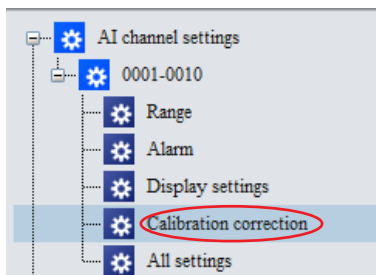 AI channel settings
0001-0010
Range
Alarm
Display settings
Calibration correction
All settings